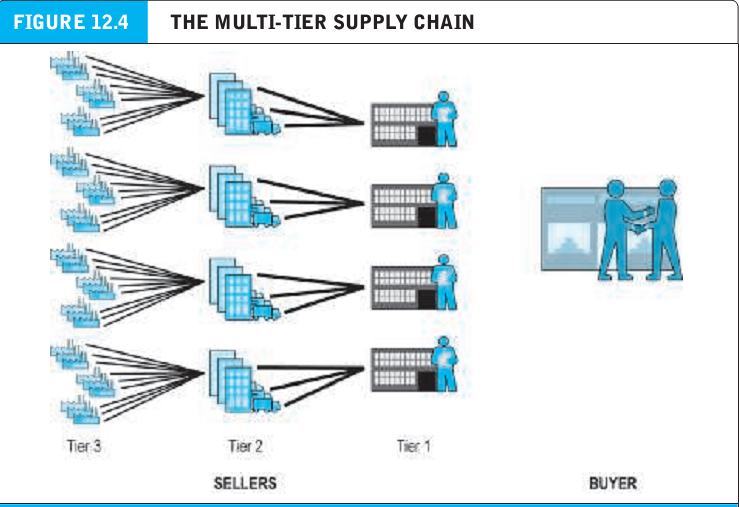 FIGURE 12.4 THE MULTI-TIER SUPPLY CHAIN
Tier 3 Tier 2 Tier 1
SELLERS BUYER